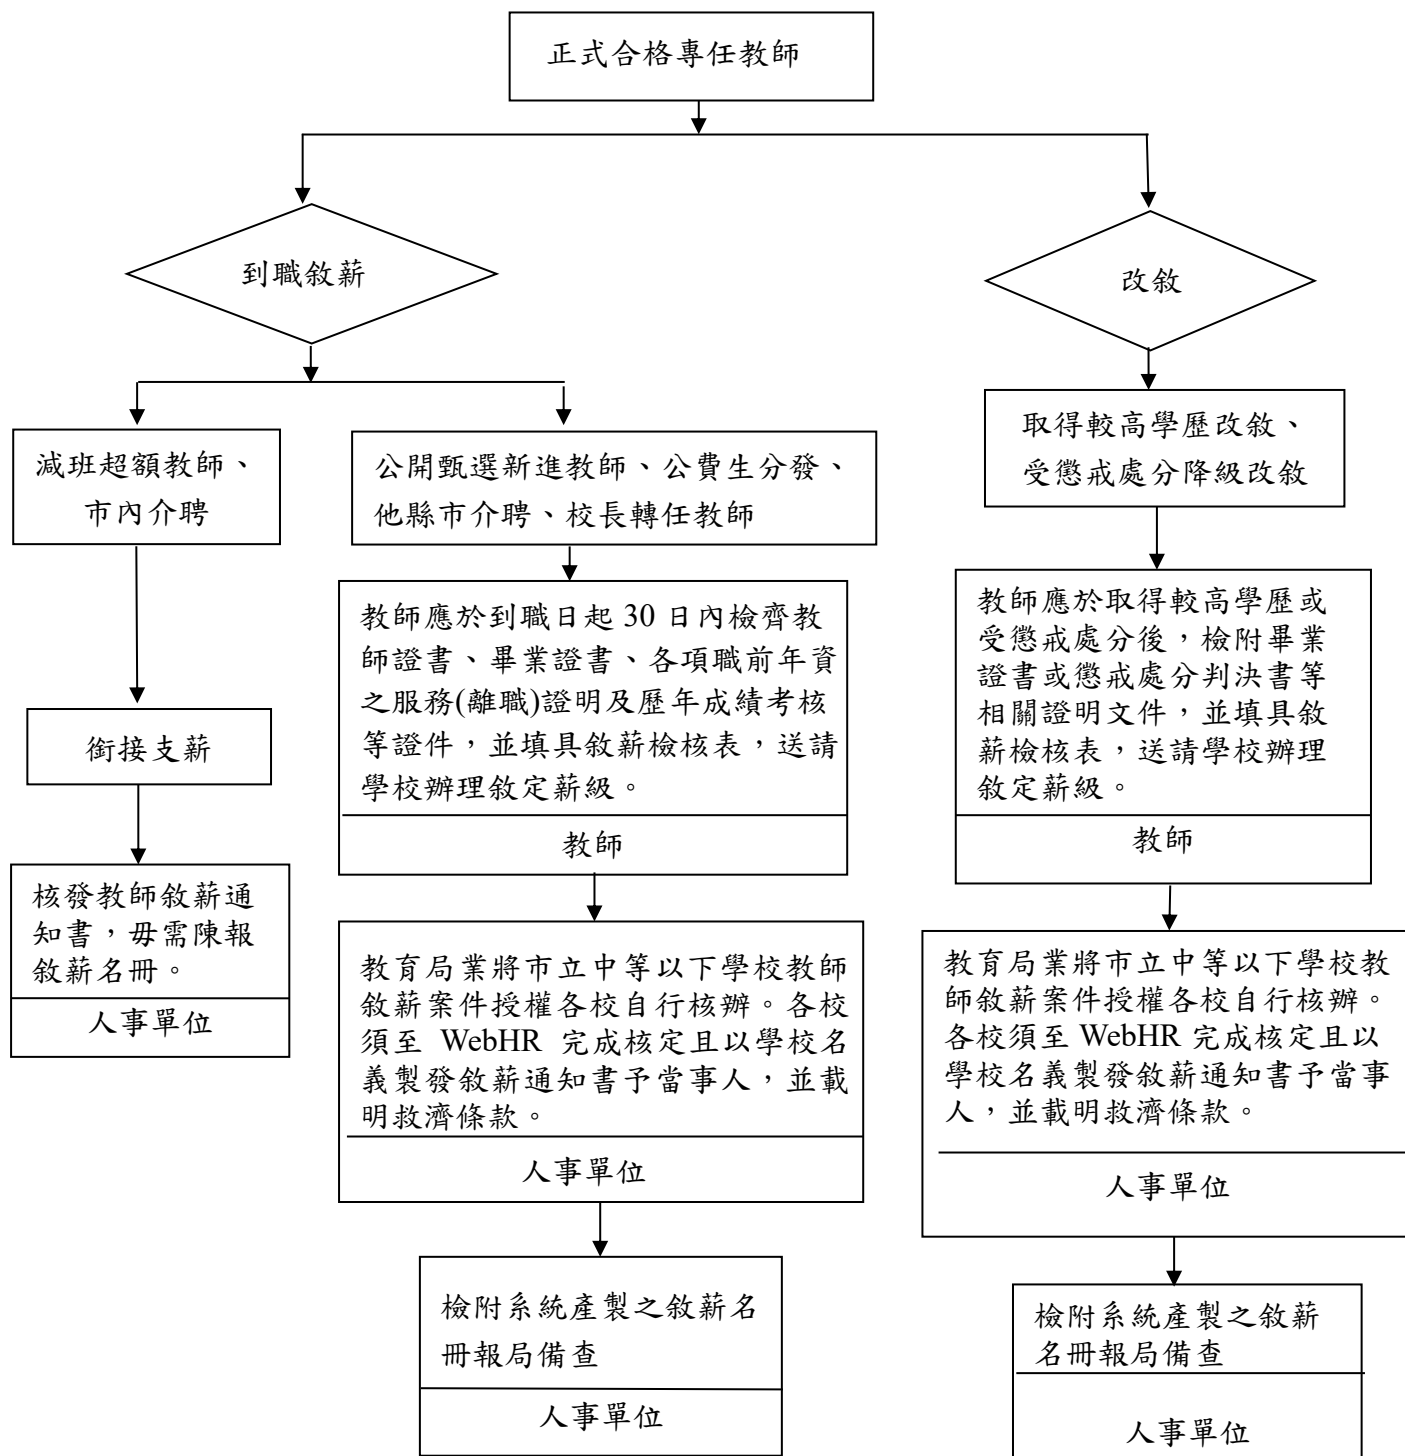 正式合格專任教師
到職敘薪
改敘
減班超額教師、
市內介聘
公開甄選新進教師、公費生分發、
他縣市介聘、校長轉任教師
取得較高學歷改敘、
受懲戒處分降級改敘
銜接支薪
教師應於到職日起 30 日內檢齊教
師證書、畢業證書、各項職前年資
之服務(離職)證明及歷年成績考核
等證件，並填具敘薪檢核表，送請
學校辦理敘定薪級。
教師
教師應於取得較高學歷或
受懲戒處分後，檢附畢業
證書或懲戒處分判決書等
相關證明文件，並填具敘
薪檢核表，送請學校辦理
敘定薪級。
教師
核發教師敘薪通
知書，毋需陳報
敘薪名冊。
人事單位
教育局業將市立中等以下學校教師
敘薪案件授權各校自行核辦。各校
須至 WebHR 完成核定且以學校名
義製發敘薪通知書予當事人，並載
明救濟條款。
人事單位
教育局業將市立中等以下學校教
師敘薪案件授權各校自行核辦。
各校須至 WebHR 完成核定且以
學校名義製發敘薪通知書予當事
人，並載明救濟條款。
人事單位
檢附系統產製之敘薪名
冊報局備查
人事單位
檢附系統產製之敘薪
名冊報局備查
人事單位